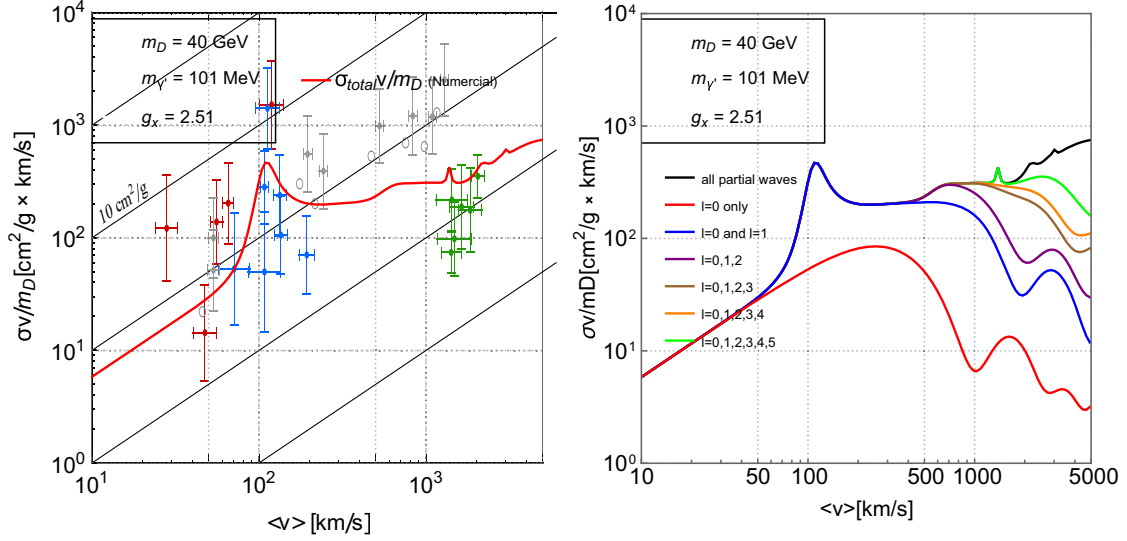 10⁴
10³
10²
10¹
10⁰
σv/m_D[cm²/g × km/s]
m_D = 40 GeV
m_γ' = 101 MeV
g_x = 2.51
σ_total v/m_D (Numercial)
10 cm²/g
10¹
10²
10³
<v> [km/s]
10⁴
10³
10²
10¹
10⁰
σv/mD[cm²/g × km/s]
m_D = 40 GeV
m_γ' = 101 MeV
g_x = 2.51
all partial waves
l=0 only
l=0 and l=1
l=0,1,2
l=0,1,2,3
l=0,1,2,3,4
l=0,1,2,3,4,5
10
50
100
500
1000
5000
<v>[km/s]